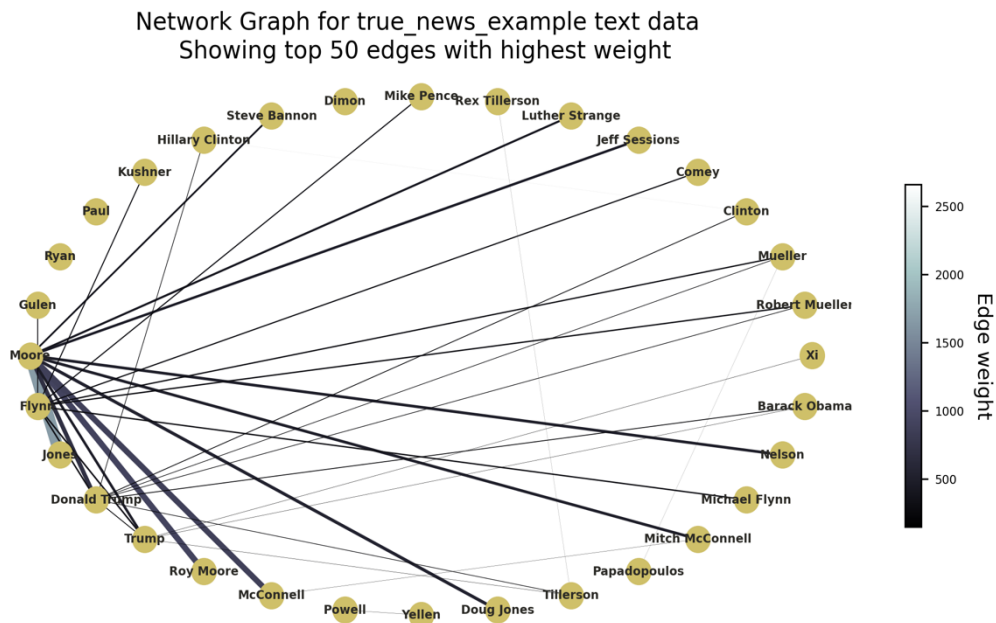 Network Graph for true_news_example text data
Showing top 50 edges with highest weight
Mike Pence
Rex Tillerson
Dimon
Steve Bannon
Luther Strange
Hillary Clinton
Jeff Sessions
Kushner
Comey
Paul
Clinton
Ryan
Mueller
Gulen
Robert Mueller
Moore
Xi
Flynn
Barack Obama
Jones
Nelson
Donald Trump
Michael Flynn
Trump
Mitch McConnell
Roy Moore
Papadopoulos
McConnell
Tillerson
Powell
Yellen
Doug Jones
2500
2000
1500
1000
500
Edge weight